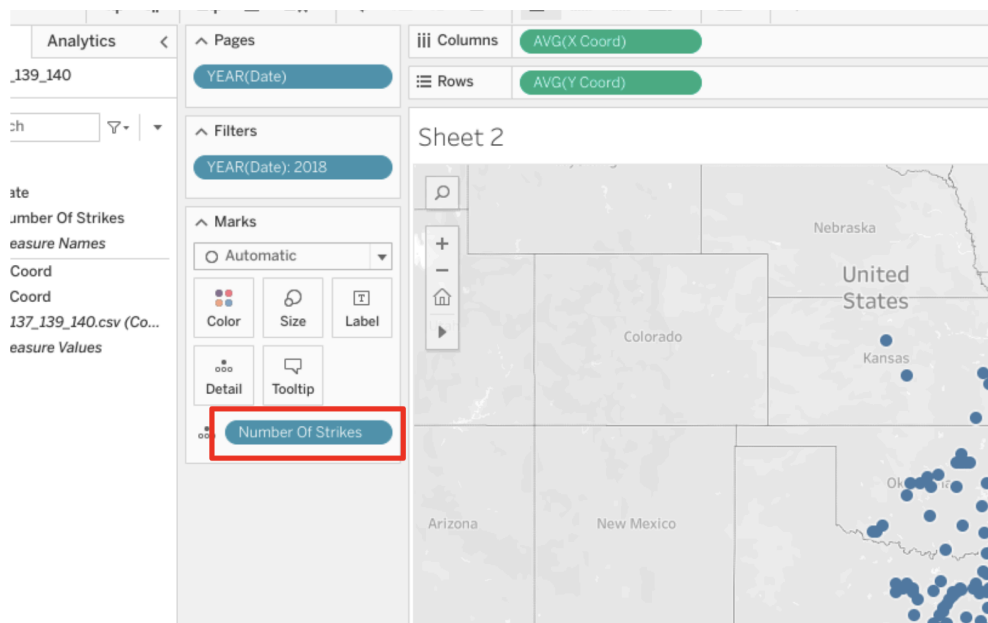 Analytics
_139_140
ch
ate
umber Of Strikes
easure Names
Coord
Coord
137_139_140.csv (Co...
easure Values
Pages
YEAR(Date)
Filters
YEAR(Date): 2018
Marks
Automatic
Color
Size
Label
Detail
Tooltip
Number Of Strikes
Columns
AVG(X Coord)
Rows
AVG(Y Coord)
Sheet 2
Nebraska
United
States
Colorado
Kansas
Arizona
New Mexico